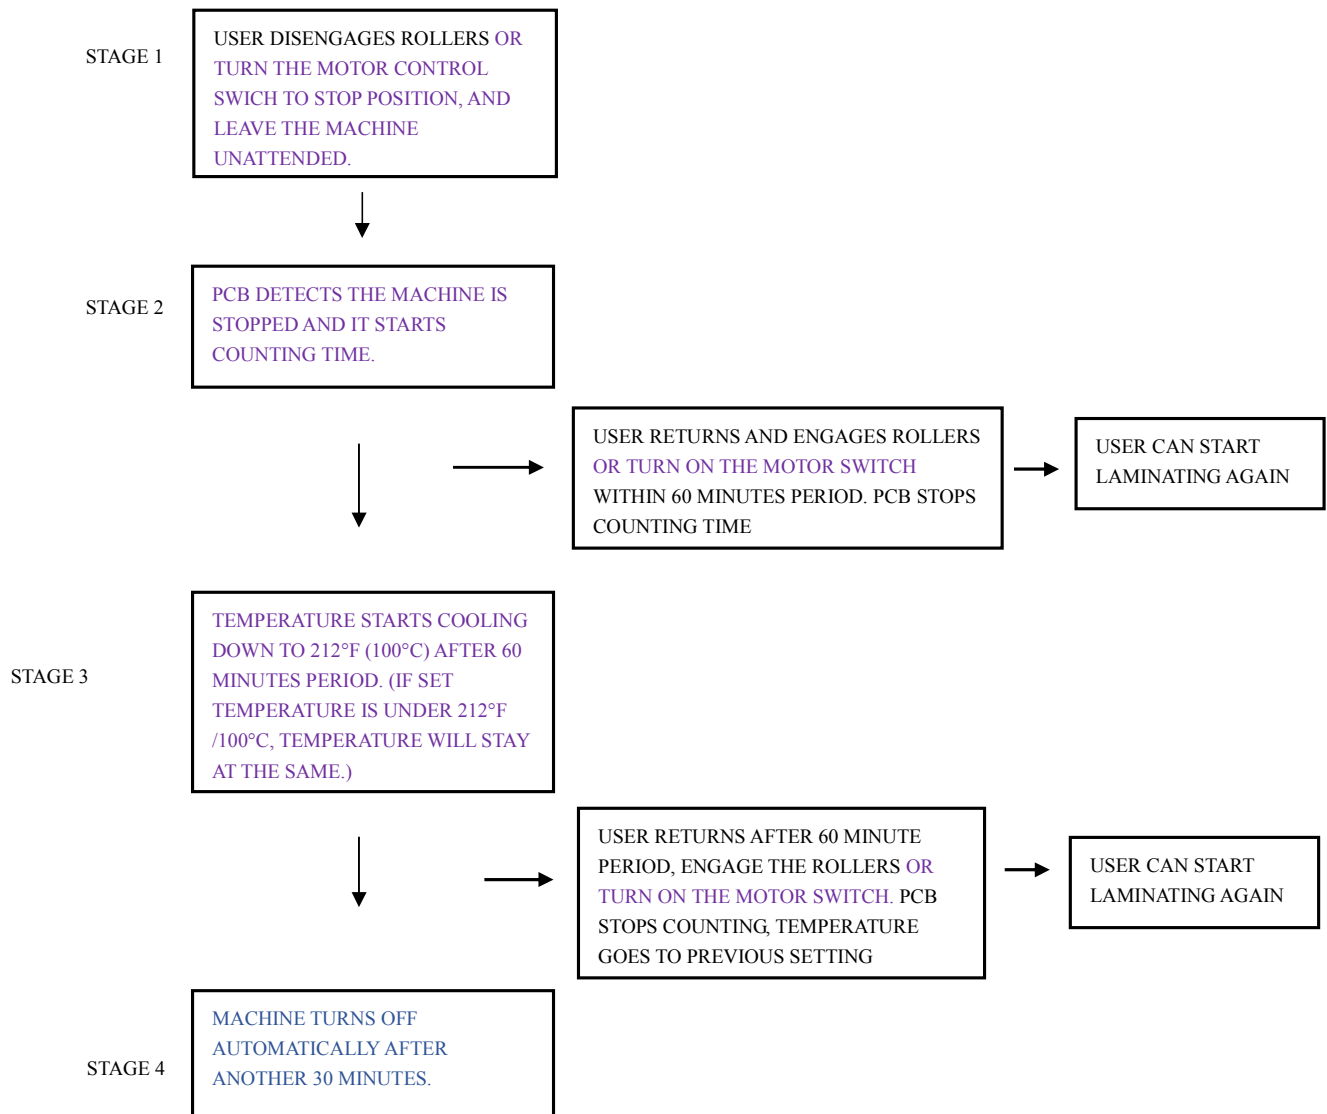 STAGE 1
USER DISENGAGES ROLLERS OR
TURN THE MOTOR CONTROL
SWICH TO STOP POSITION, AND
LEAVE THE MACHINE
UNATTENDED.
STAGE 2
PCB DETECTS THE MACHINE IS
STOPPED AND IT STARTS
COUNTING TIME.
USER RETURNS AND ENGAGES ROLLERS
OR TURN ON THE MOTOR SWITCH
WITHIN 60 MINUTES PERIOD. PCB STOPS
COUNTING TIME
USER CAN START
LAMINATING AGAIN
STAGE 3
TEMPERATURE STARTS COOLING
DOWN TO 212°F (100°C) AFTER 60
MINUTES PERIOD. (IF SET
TEMPERATURE IS UNDER 212°F
/100°C, TEMPERATURE WILL STAY
AT THE SAME.)
USER RETURNS AFTER 60 MINUTE
PERIOD, ENGAGE THE ROLLERS OR
TURN ON THE MOTOR SWITCH. PCB
STOPS COUNTING, TEMPERATURE
GOES TO PREVIOUS SETTING
USER CAN START
LAMINATING AGAIN
STAGE 4
MACHINE TURNS OFF
AUTOMATICALLY AFTER
ANOTHER 30 MINUTES.